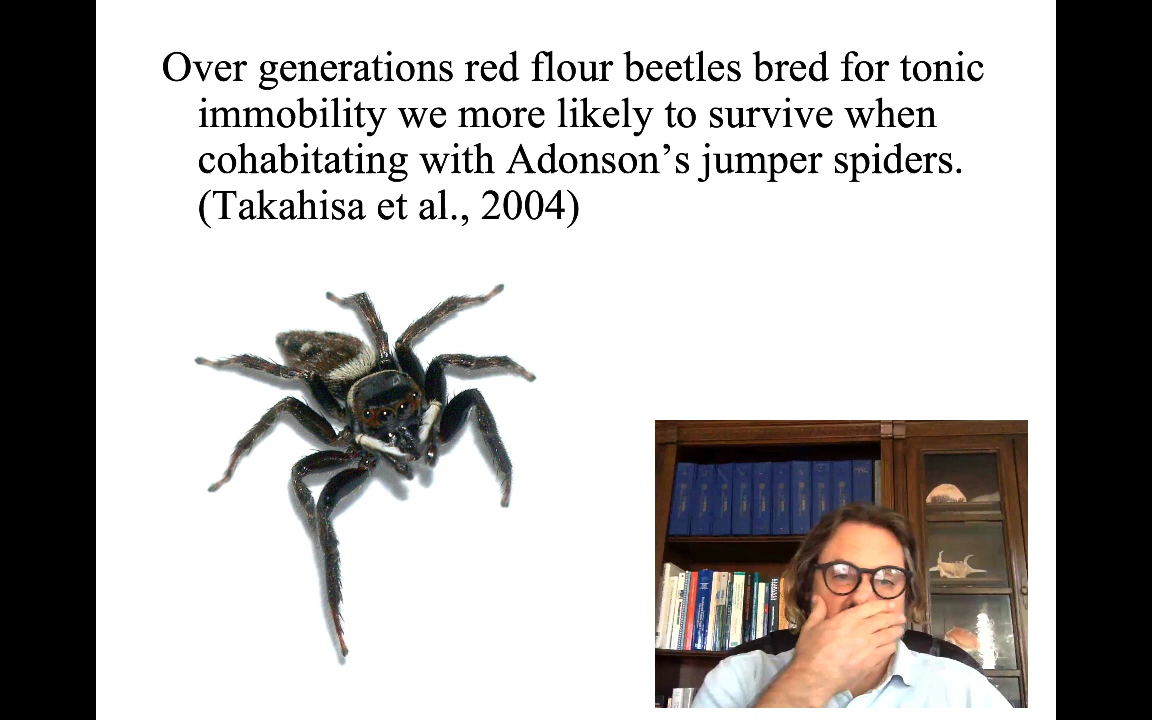 Over generations red flour beetles bred for tonic
immobility we more likely to survive when
cohabitating with Adonson’s jumper spiders.
(Takahisa et al., 2004)